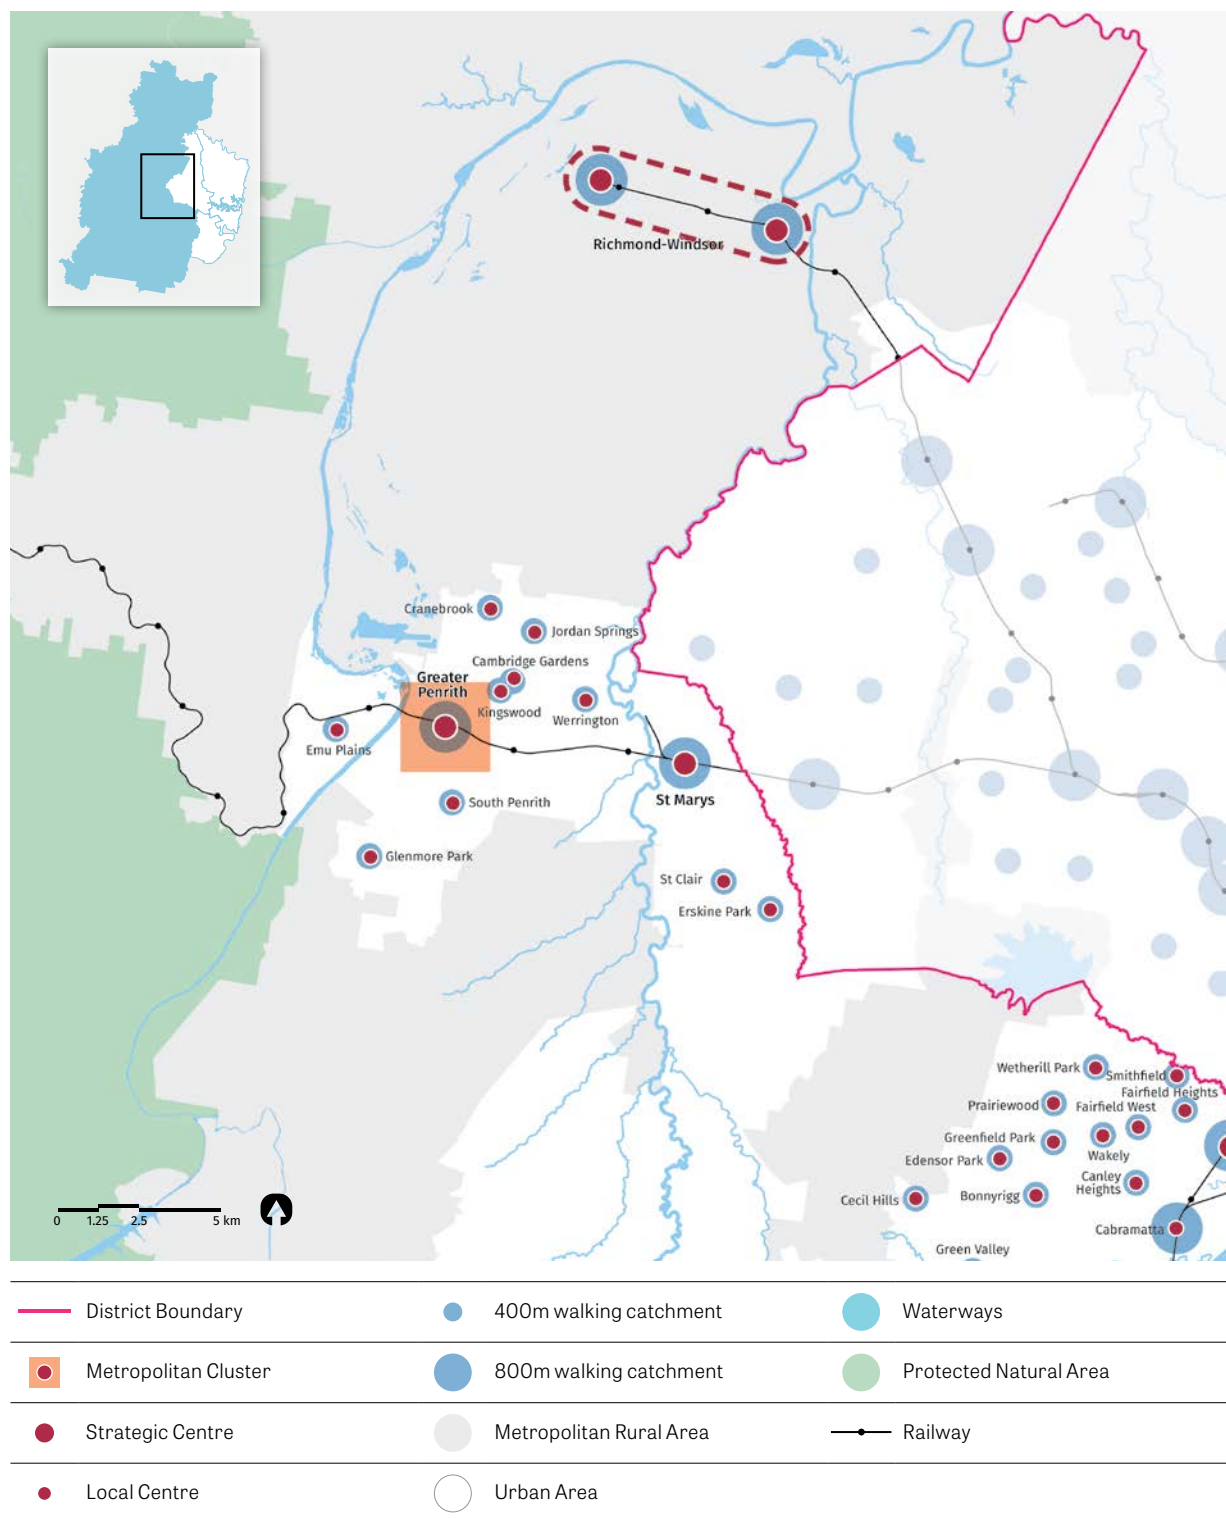 Richmond-Windsor
Cranebrook
Jordan Springs
Cambridge Gardens
Greater
Penrith
Kingswood
Werrington
Emu Plains
St Marys
South Penrith
Glenmore Park
St Clair
Erskine Park
Wetherill Park
Smithfield
Fairfield Heights
Prairiewood
Fairfield West
Greenfield Park
Wakely
Edensor Park
Canley
Heights
Cecil Hills
Bonnyrigg
Cabramatta
Green Valley
0 1.25 2.5 5 km
District Boundary
400m walking catchment
Waterways
Metropolitan Cluster
800m walking catchment
Protected Natural Area
Strategic Centre
Metropolitan Rural Area
Railway
Local Centre
Urban Area